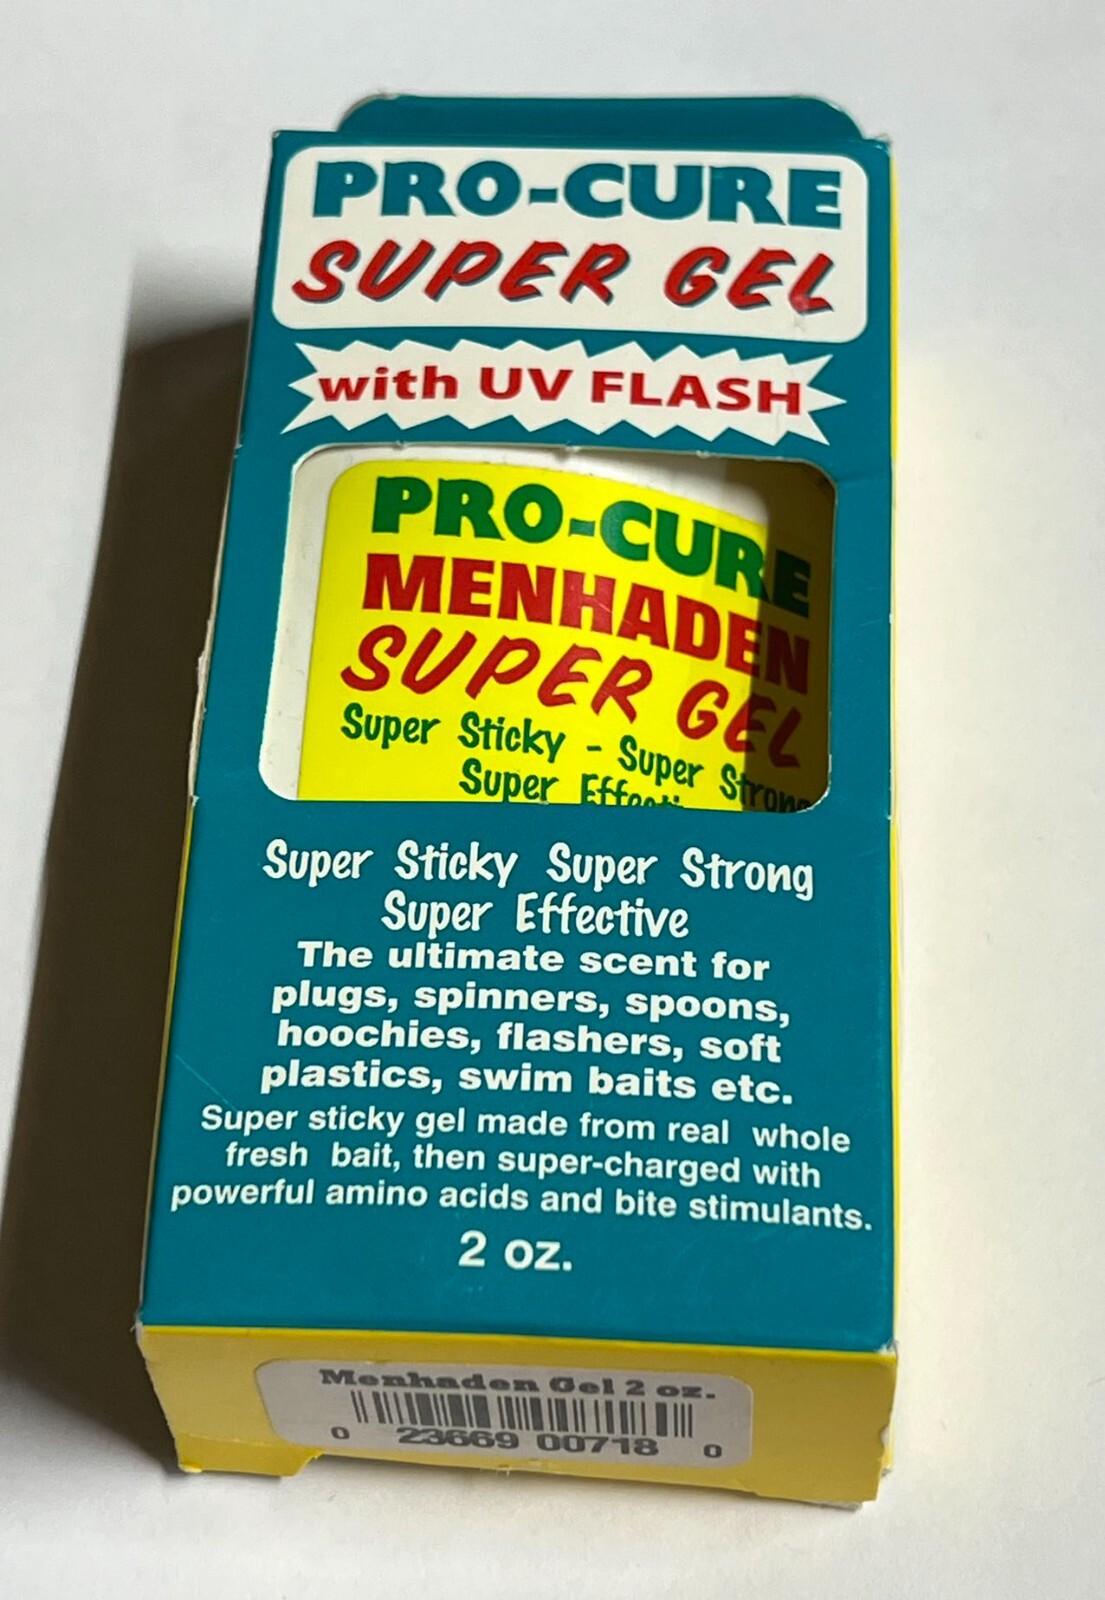 PRO-CURE
SUPER GEL
with UV FLASH
PRO-CURE
MENHADEN
SUPER GEL
Super Sticky - Super Strong
Super Effecti
Super Sticky Super Strong
Super Effective
The ultimate scent for
plugs, spinners, spoons,
hoochies, flashers, soft
plastics, swim baits etc.
Super sticky gel made from real whole
fresh bait, then super-charged with
powerful amino acids and bite stimulants.
2 oz.
Menhaden Gel 2 oz.
0 23669 00718 0